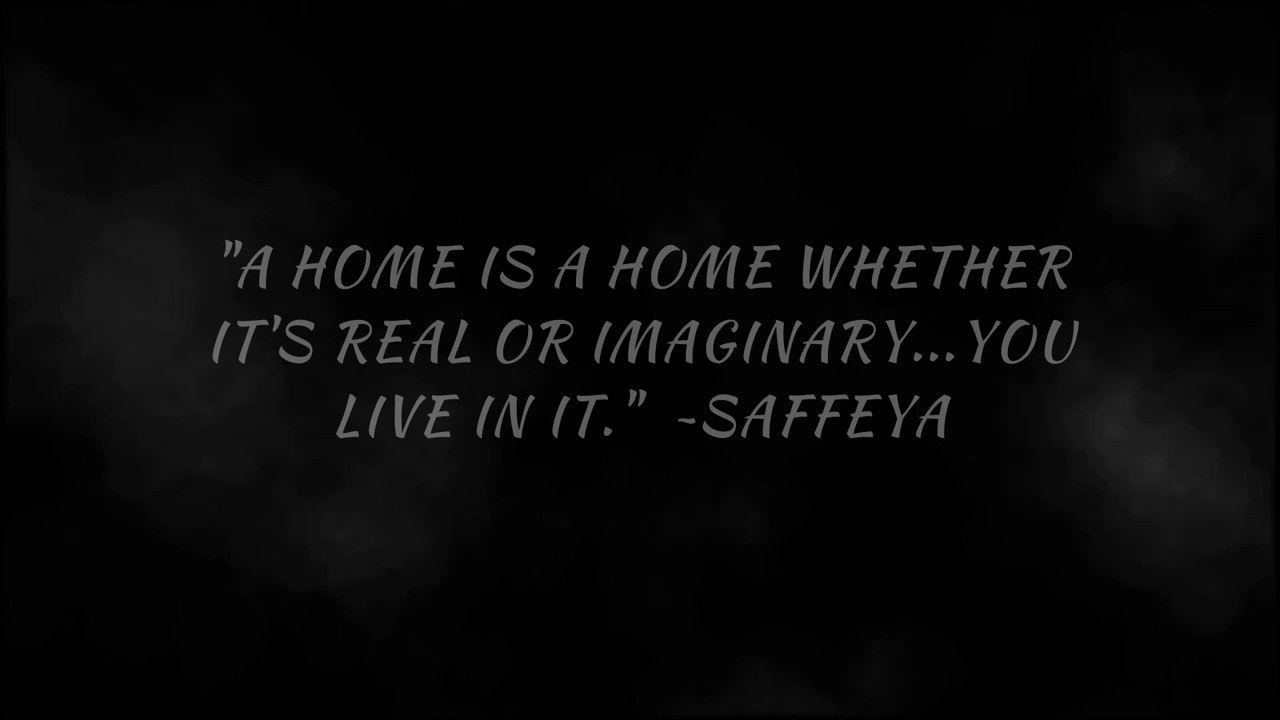 "A HOME IS A HOME WHETHER
IT'S REAL OR IMAGINARY...YOU
LIVE IN IT." ~SAFFEYA